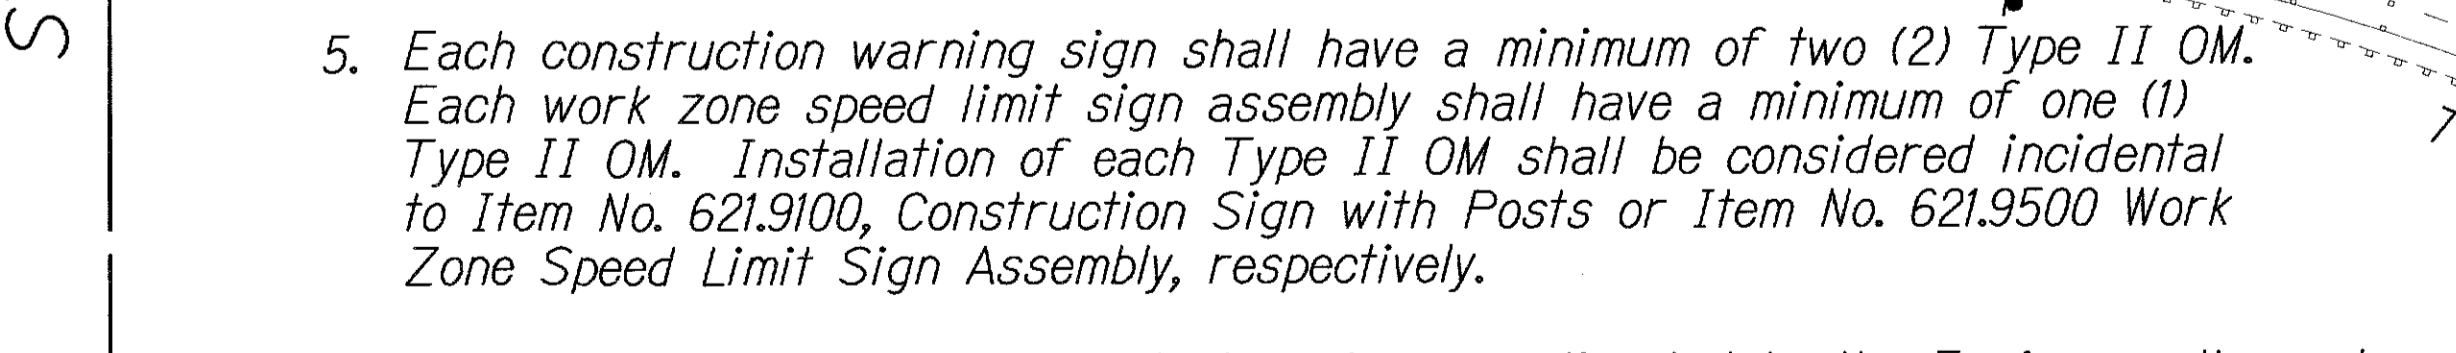 S
5. Each construction warning sign shall have a minimum of two (2) Type II OM.
Each work zone speed limit sign assembly shall have a minimum of one (1)
Type II OM. Installation of each Type II OM shall be considered incidental
to Item No. 621.9100, Construction Sign with Posts or Item No. 621.9500 Work
Zone Speed Limit Sign Assembly, respectively.